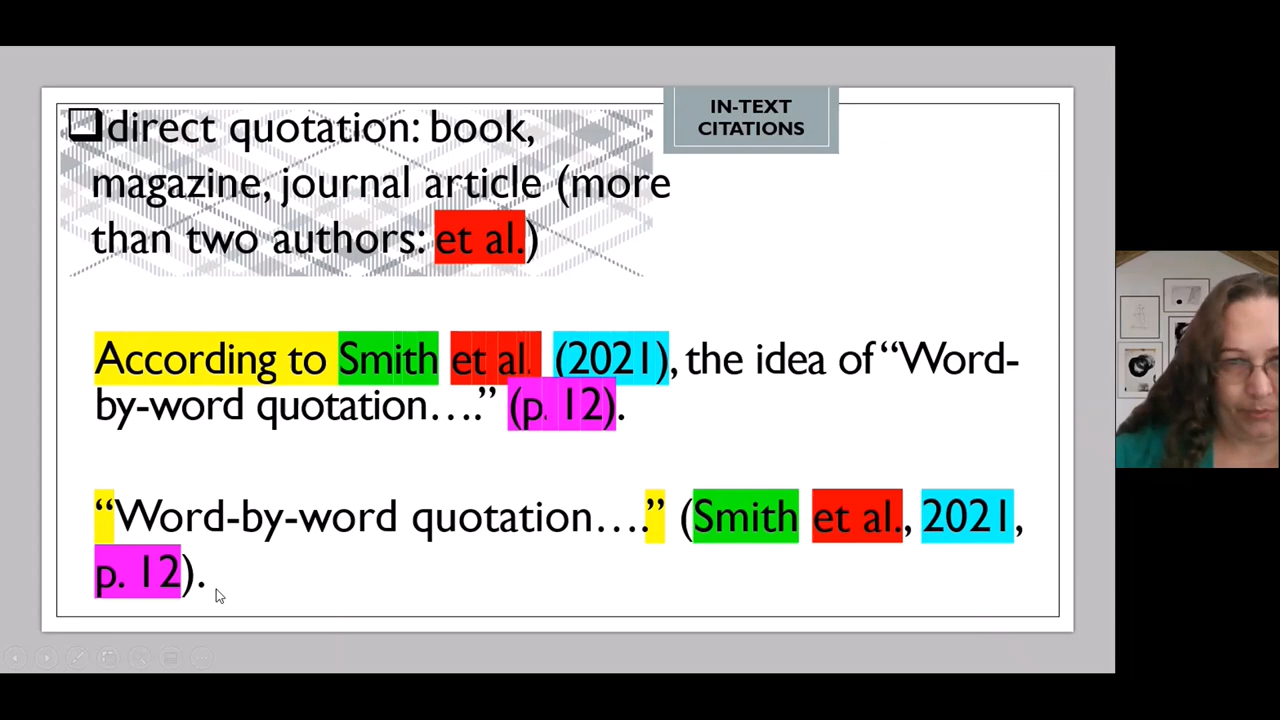 IN-TEXT
CITATIONS
direct quotation: book,
magazine, journal article (more
than two authors: et al.)
According to Smith et al. (2021), the idea of “Word-
by-word quotation….” (p. 12).
“Word-by-word quotation….” (Smith et al., 2021,
p. 12).